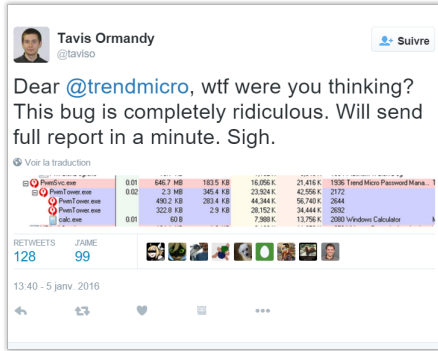 Tavis Ormandy
@taviso
Suivre
Dear @trendmicro, wtf were you thinking?
This bug is completely ridiculous. Will send
full report in a minute. Sigh.
Voir la traduction
PwmSvc.exe 0.01 646.7 MB 183.5 KB 16,056 K 21,416 K 1936 Trend Micro Password Mana...
PwmTower.exe 0.02 2.3 MB 345.4 KB 23,924 K 42,556 K 2172
PwmTower.exe 490.2 KB 283.4 KB 44,344 K 56,740 K 2644
PwmTower.exe 322.8 KB 2.9 KB 28,152 K 34,444 K 2692
calc.exe 0.01 60 B 7,988 K 2080 Windows Calculator
RETWEETS J'AIME
128 99
13:40 - 5 janv. 2016